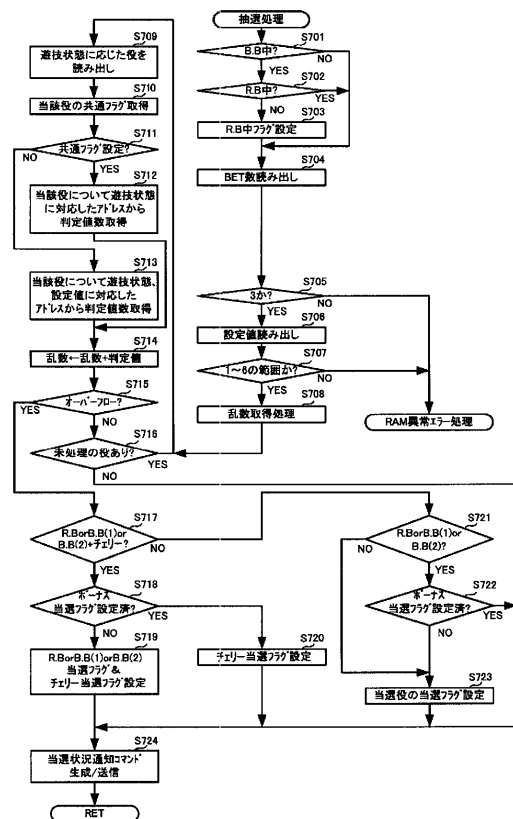 抽選処理
S701
B.B中?
NO
YES
S702
R.B中?
YES
NO
S703
R.B中フラグ設定
S704
BET数読み出し
S705
3か?
NO
YES
S706
設定値読み出し
S707
1～6の範囲か?
NO
YES
S708
乱数取得処理
RAM異常エラー処理
S709
遊技状態に応じた役を
読み出し
S710
当該役の共通フラグ取得
S711
共通フラグ設定?
NO
YES
S712
当該役について遊技状態
に対応したアドレスから
判定値数取得
S713
当該役について遊技状態、
設定値に対応した
アドレスから判定値数取得
S714
乱数←乱数+判定値
S715
オーバーフロー?
YES
NO
S716
未処理の役あり?
YES
NO
S717
R.BorB.B(1)or
B.B(2)+チェリー?
NO
YES
S718
ボーナス
当選フラグ設定済?
YES
NO
S719
R.BorB.B(1)orB.B(2)
当選フラグ&
チェリー当選フラグ設定
S720
チェリー当選フラグ設定
S721
R.BorB.B(1)or
B.B(2)?
NO
YES
S722
ボーナス
当選フラグ設定済?
YES
NO
S723
当選役の当選フラグ設定
S724
当選状況通知コマンド
生成/送信
RET